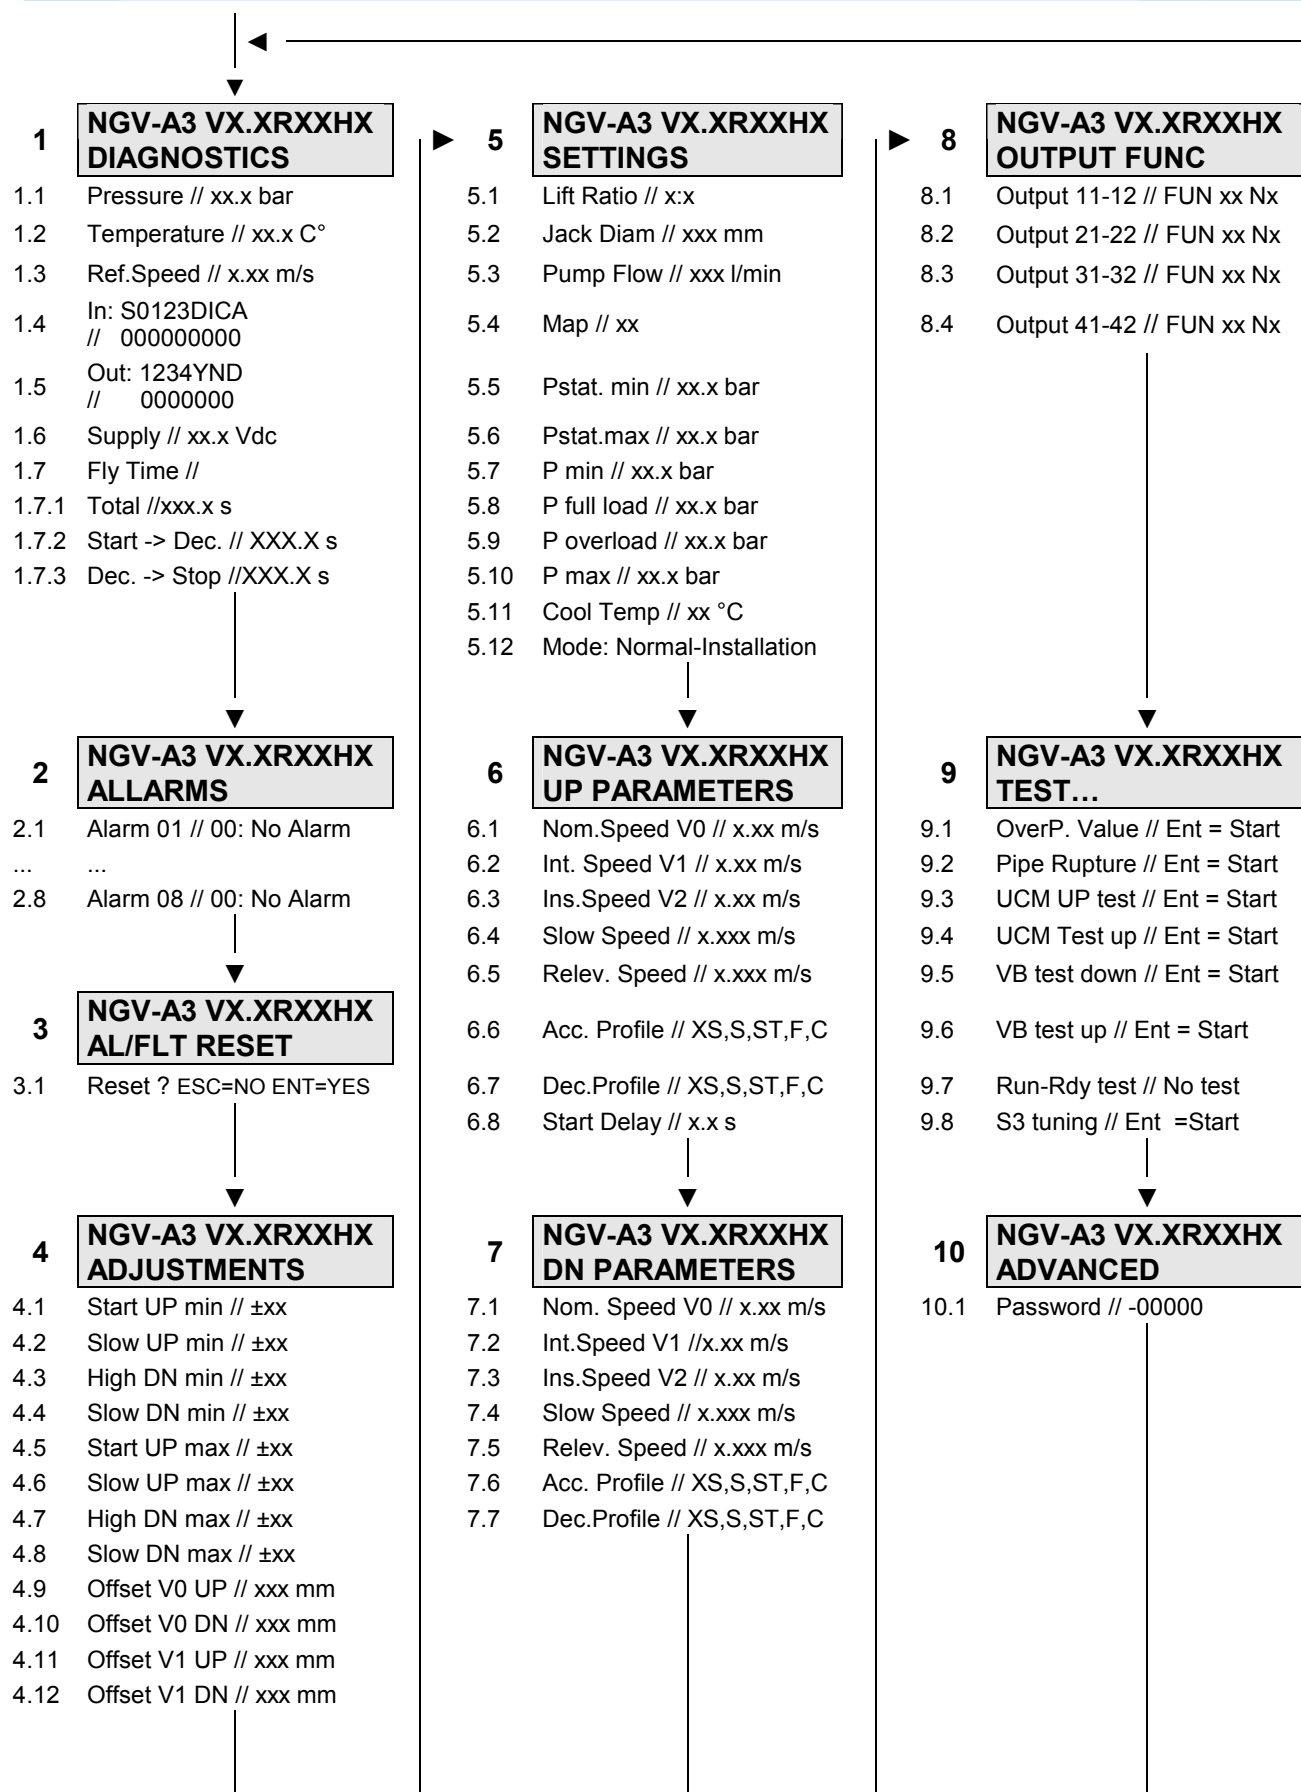 1 NGV-A3 VX.XRXXHX
DIAGNOSTICS
1.1 Pressure // xx.x bar
1.2 Temperature // xx.x C°
1.3 Ref.Speed // x.xx m/s
1.4 In: S0123DICA
// 000000000
1.5 Out: 1234YND
// 0000000
1.6 Supply // xx.x Vdc
1.7 Fly Time //
1.7.1 Total //xxx.x s
1.7.2 Start -> Dec. // XXX.X s
1.7.3 Dec. -> Stop //XXX.X s
2 NGV-A3 VX.XRXXHX
ALLARMS
2.1 Alarm 01 // 00: No Alarm
... ...
2.8 Alarm 08 // 00: No Alarm
3 NGV-A3 VX.XRXXHX
AL/FLT RESET
3.1 Reset ? ESC=NO ENT=YES
4 NGV-A3 VX.XRXXHX
ADJUSTMENTS
4.1 Start UP min // ±xx
4.2 Slow UP min // ±xx
4.3 High DN min // ±xx
4.4 Slow DN min // ±xx
4.5 Start UP max // ±xx
4.6 Slow UP max // ±xx
4.7 High DN max // ±xx
4.8 Slow DN max // ±xx
4.9 Offset V0 UP // xxx mm
4.10 Offset V0 DN // xxx mm
4.11 Offset V1 UP // xxx mm
4.12 Offset V1 DN // xxx mm
5 NGV-A3 VX.XRXXHX
SETTINGS
5.1 Lift Ratio // x:x
5.2 Jack Diam // xxx mm
5.3 Pump Flow // xxx l/min
5.4 Map // xx
5.5 Pstat. min // xx.x bar
5.6 Pstat.max // xx.x bar
5.7 P min // xx.x bar
5.8 P full load // xx.x bar
5.9 P overload // xx.x bar
5.10 P max // xx.x bar
5.11 Cool Temp // xx °C
5.12 Mode: Normal-Installation
6 NGV-A3 VX.XRXXHX
UP PARAMETERS
6.1 Nom.Speed V0 // x.xx m/s
6.2 Int. Speed V1 // x.xx m/s
6.3 Ins.Speed V2 // x.xx m/s
6.4 Slow Speed // x.xxx m/s
6.5 Relev. Speed // x.xxx m/s
6.6 Acc. Profile // XS,S,ST,F,C
6.7 Dec.Profile // XS,S,ST,F,C
6.8 Start Delay // x.x s
7 NGV-A3 VX.XRXXHX
DN PARAMETERS
7.1 Nom. Speed V0 // x.xx m/s
7.2 Int.Speed V1 //x.xx m/s
7.3 Ins.Speed V2 // x.xx m/s
7.4 Slow Speed // x.xxx m/s
7.5 Relev. Speed // x.xxx m/s
7.6 Acc. Profile // XS,S,ST,F,C
7.7 Dec.Profile // XS,S,ST,F,C
8 NGV-A3 VX.XRXXHX
OUTPUT FUNC
8.1 Output 11-12 // FUN xx Nx
8.2 Output 21-22 // FUN xx Nx
8.3 Output 31-32 // FUN xx Nx
8.4 Output 41-42 // FUN xx Nx
9 NGV-A3 VX.XRXXHX
TEST…
9.1 OverP. Value // Ent = Start
9.2 Pipe Rupture // Ent = Start
9.3 UCM UP test // Ent = Start
9.4 UCM Test up // Ent = Start
9.5 VB test down // Ent = Start
9.6 VB test up // Ent = Start
9.7 Run-Rdy test // No test
9.8 S3 tuning // Ent =Start
10 NGV-A3 VX.XRXXHX
ADVANCED
10.1 Password // -00000